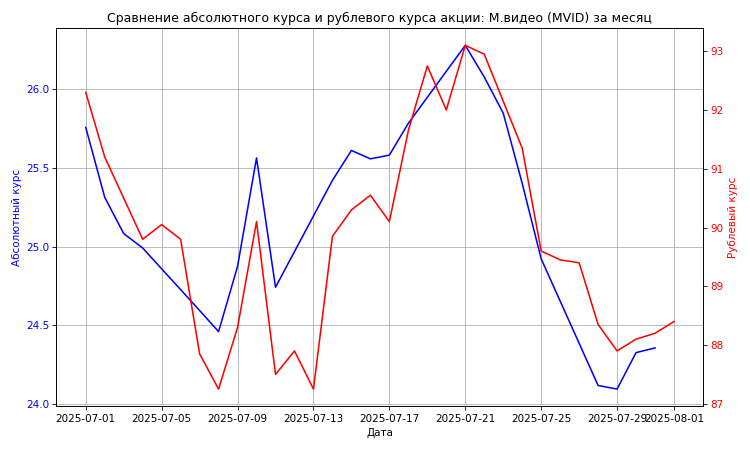 Сравнение абсолютного курса и рублевого курса акции: М.видео (MVID) за месяц
Абсолютный курс
26.0
25.5
25.0
24.5
24.0
93
92
91
90
89
88
87
Рублевый курс
2025-07-01 2025-07-05 2025-07-09 2025-07-13 2025-07-17 2025-07-21 2025-07-25 2025-07-29 2025-08-01
Дата